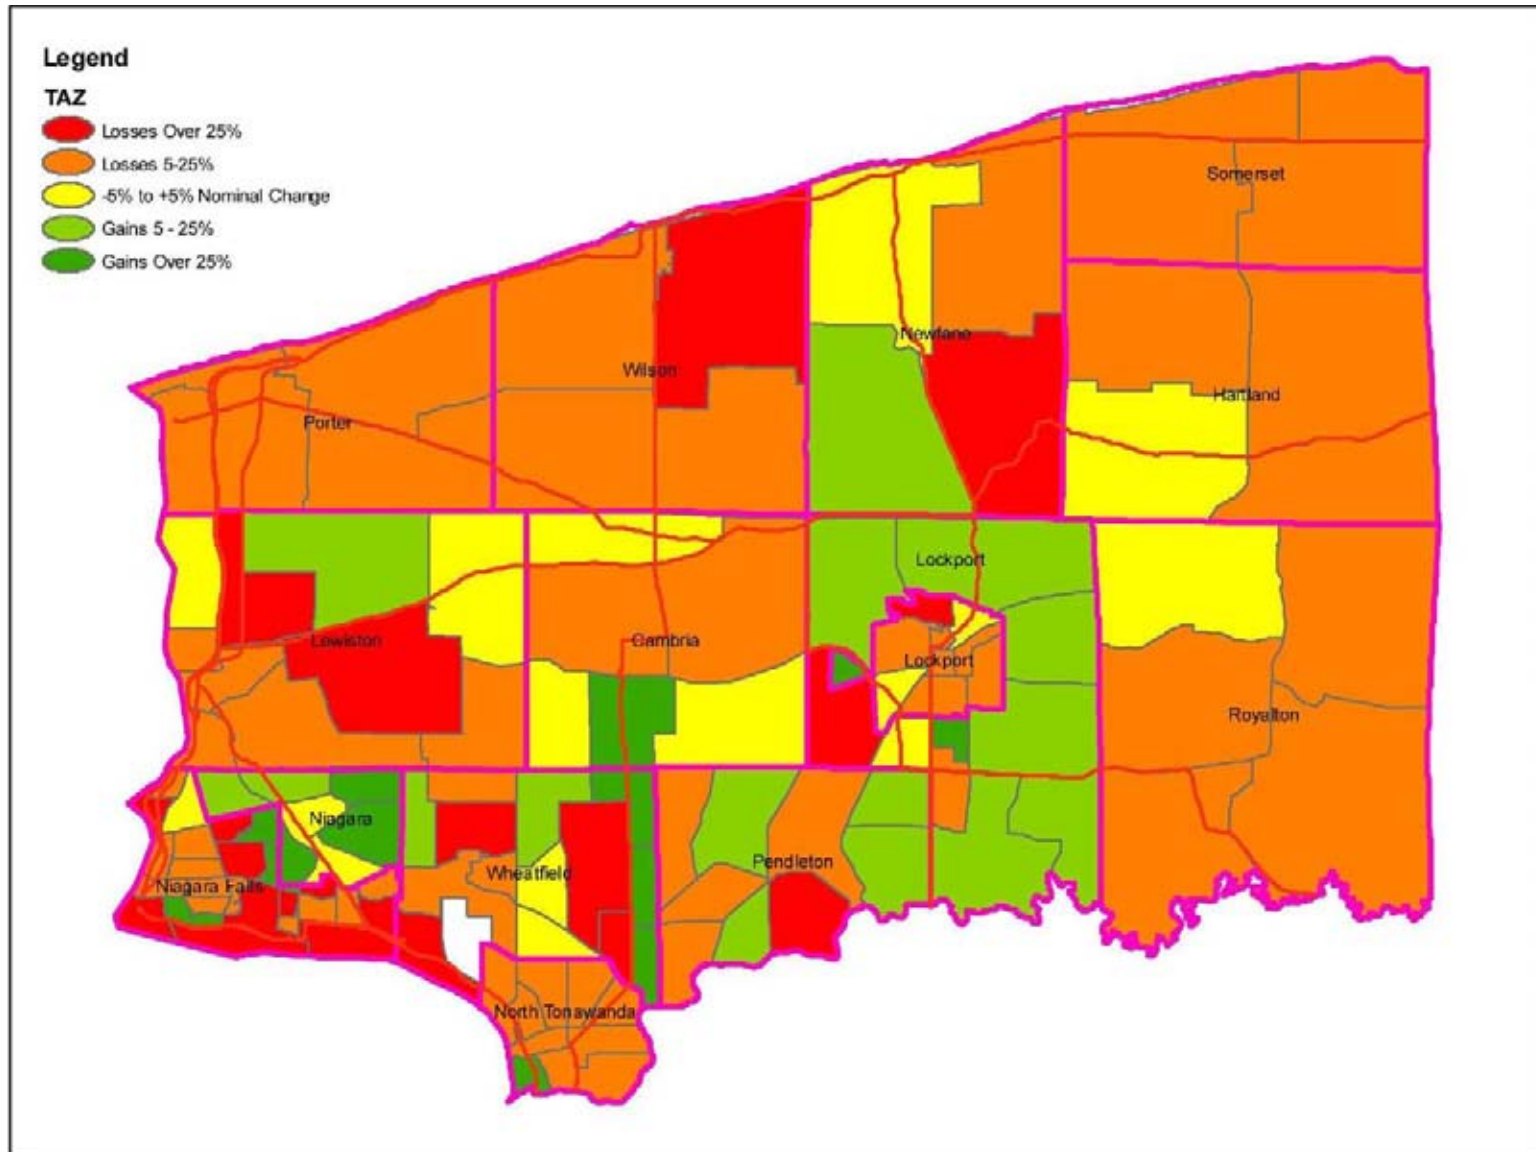 Legend
TAZ
Losses Over 25%
Losses 5-25%
-5% to +5% Nominal Change
Gains 5 - 25%
Gains Over 25%
Somerset
Newfane
Wilson
Hartland
Porter
Lockport
Lewiston
Cambria
Lockport
Royalton
Niagara
Pendleton
Wheatfield
Niagara Falls
North Tonawanda